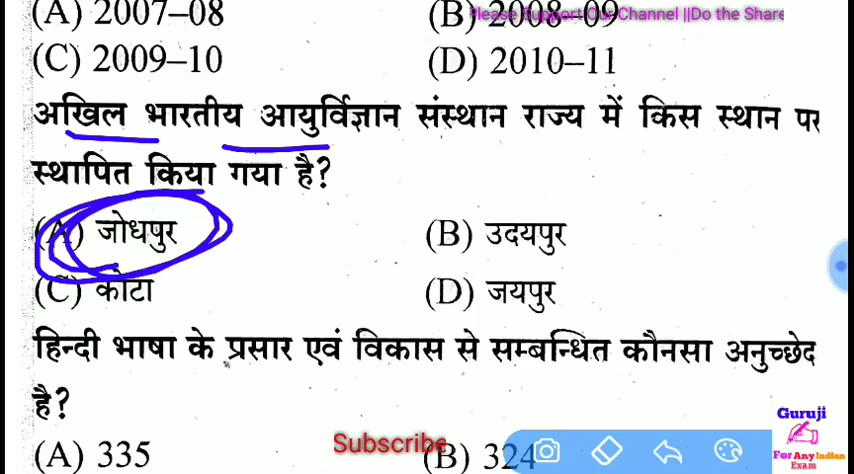 (A) 2007–08 (B) 2008–09
Please Support Our Channel ||Do the Share
(C) 2009–10 (D) 2010–11
अखिल भारतीय आयुर्विज्ञान संस्थान राज्य में किस स्थान पर
स्थापित किया गया है?
(A) जोधपुर (B) उदयपुर
(C) कोटा (D) जयपुर
हिन्दी भाषा के प्रसार एवं विकास से सम्बन्धित कौनसा अनुच्छेद
है?
Guruji
(A) 335 (B) 324
Subscribe
For Any Indian
Exam